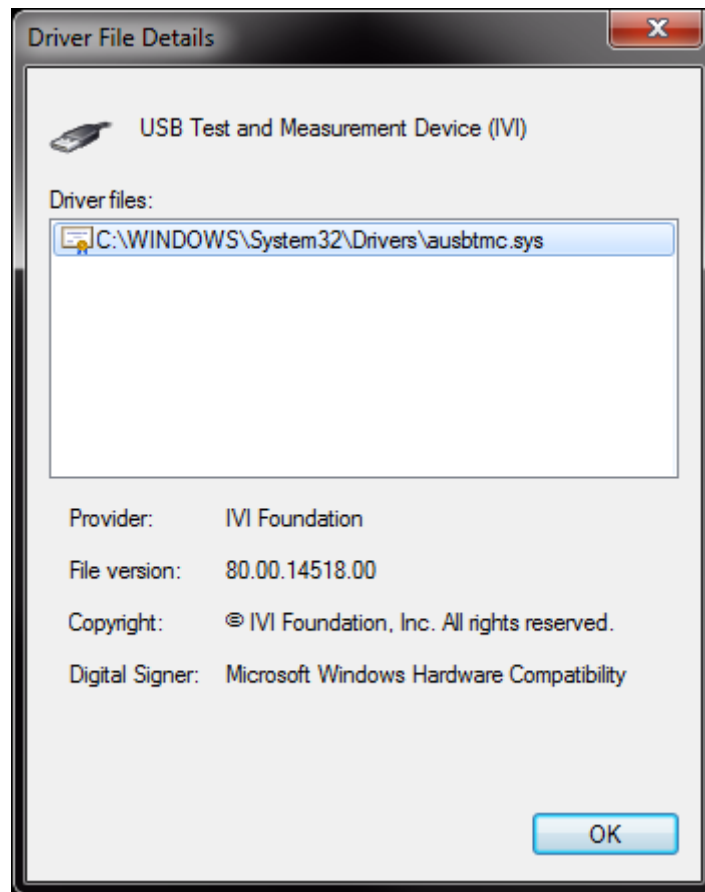 Driver File Details
USB Test and Measurement Device (IVI)
Driver files:
C:\WINDOWS\System32\Drivers\ausbtmc.sys
Provider: IVI Foundation
File version: 80.00.14518.00
Copyright: © IVI Foundation, Inc. All rights reserved.
Digital Signer: Microsoft Windows Hardware Compatibility
OK